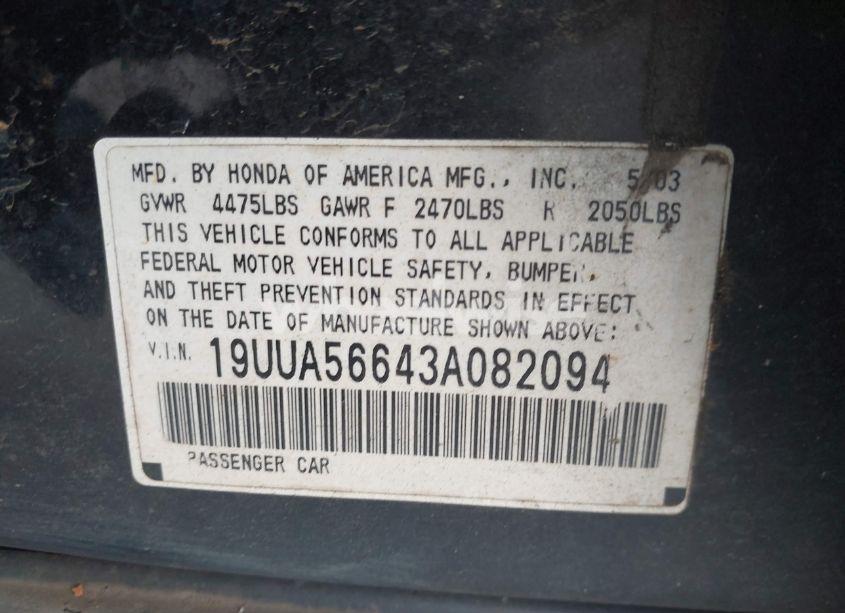 MFD. BY HONDA OF AMERICA MFG., INC. 5/03
GVWR 4475LBS GAWR F 2470LBS R 2050LBS
THIS VEHICLE CONFORMS TO ALL APPLICABLE
FEDERAL MOTOR VEHICLE SAFETY, BUMPER,
AND THEFT PREVENTION STANDARDS IN EFFECT
ON THE DATE OF MANUFACTURE SHOWN ABOVE:
V.I.N. 19UUA56643A082094
PASSENGER CAR